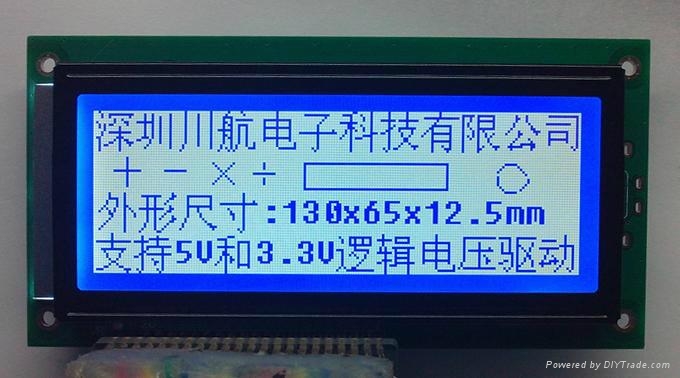 深圳川航电子科技有限公司
+ - × ÷
外形尺寸:130x65x12.5mm
支持5V和3.3V逻辑电压驱动
Powered by DIYTrade.com